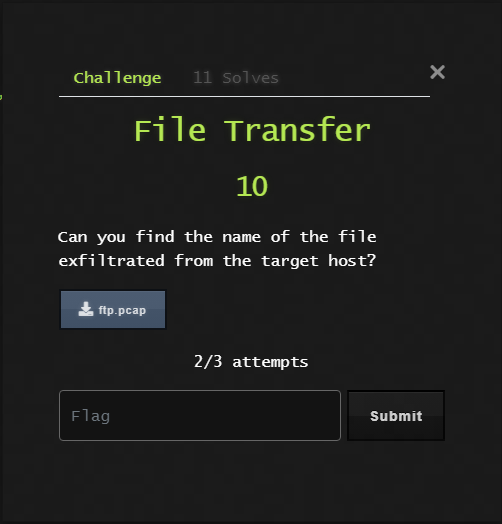 Challenge
11 Solves
×
File Transfer
10
Can you find the name of the file
exfiltrated from the target host?
ftp.pcap
2/3 attempts
Flag
Submit